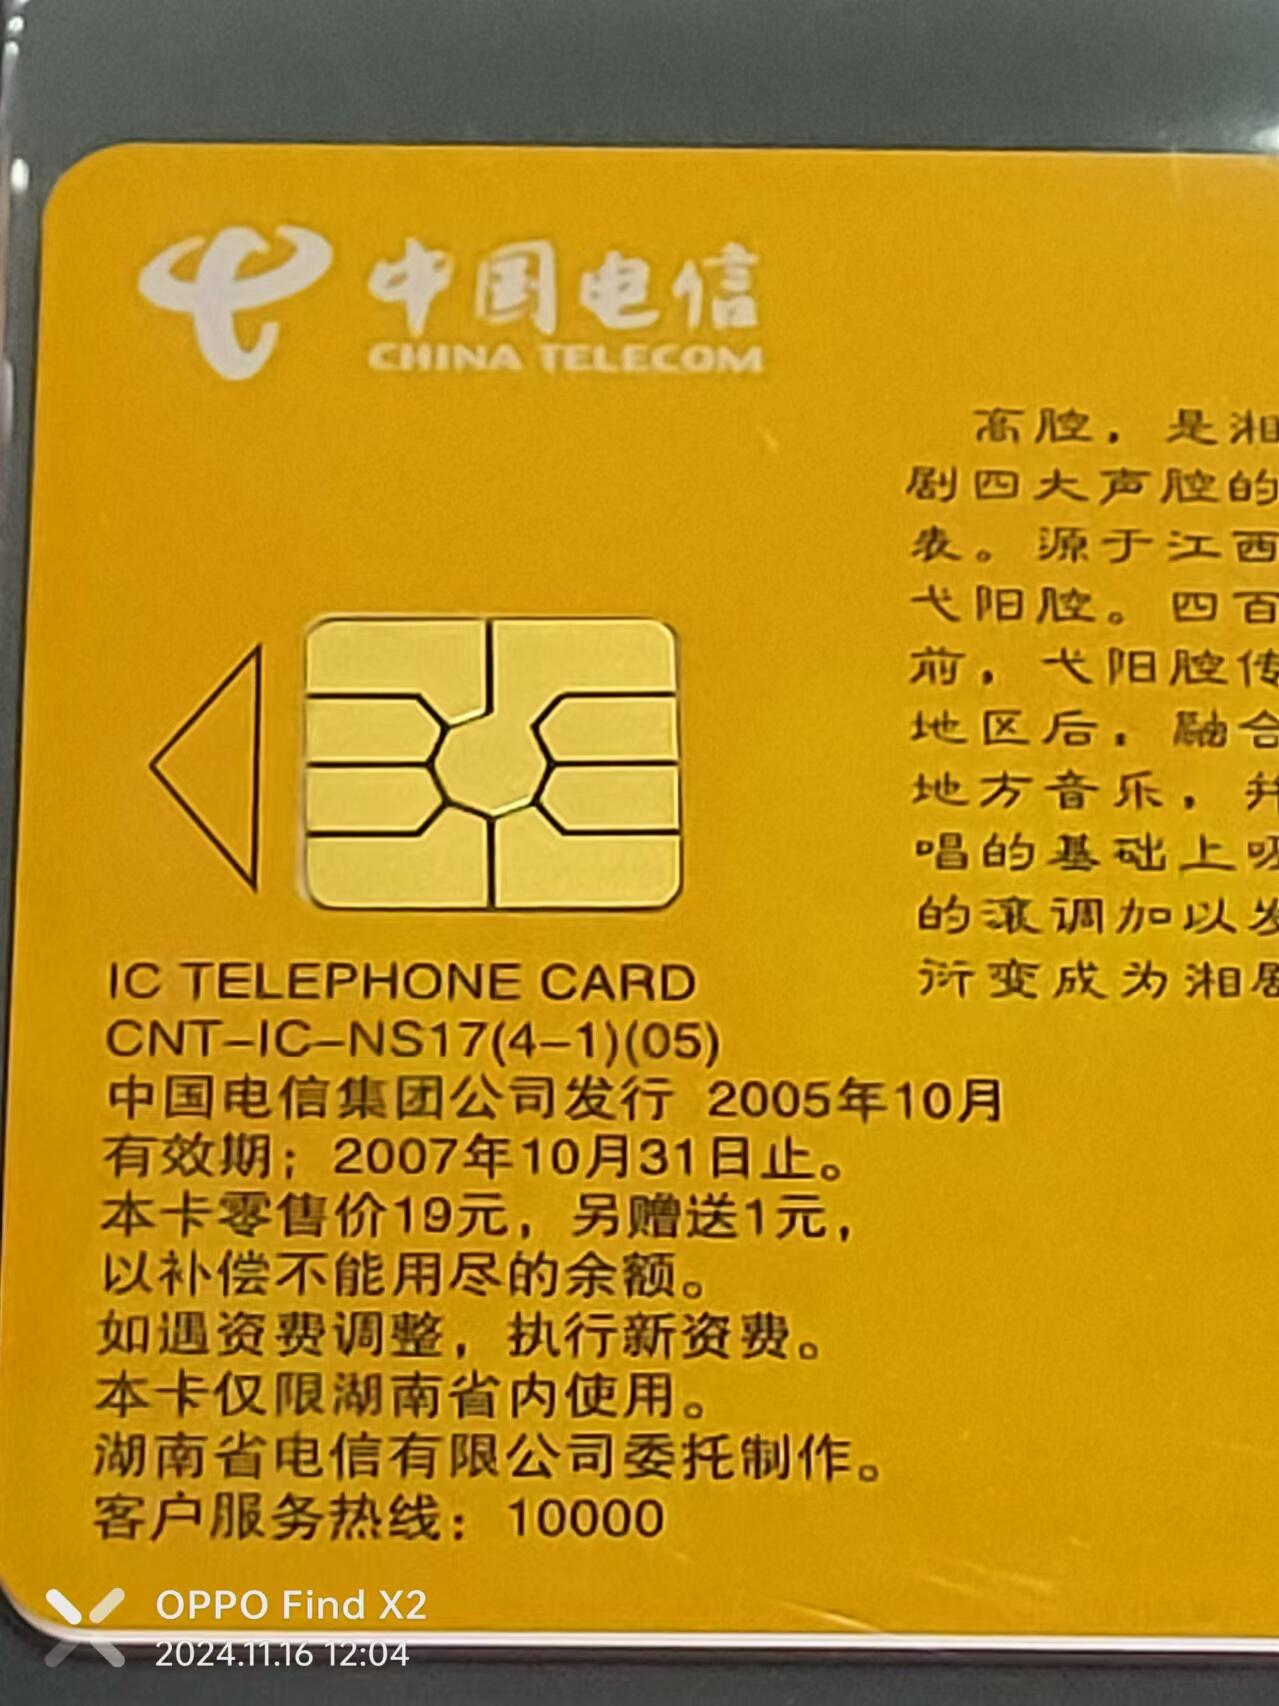 中国电信
CHINA TELECOM
高腔，是湘
剧四大声腔的
表。源于江西
弋阳腔。四百
前，弋阳腔传
地区后，融合
地方音乐，并
唱的基础上吸
的滚调加以发
衍变成为湘剧
IC TELEPHONE CARD
CNT-IC-NS17(4-1)(05)
中国电信集团公司发行 2005年10月
有效期；2007年10月31日止。
本卡零售价19元，另赠送1元，
以补偿不能用尽的余额。
如遇资费调整，执行新资费。
本卡仅限湖南省内使用。
湖南省电信有限公司委托制作。
客户服务热线：10000
OPPO Find X2
2024.11.16 12:04